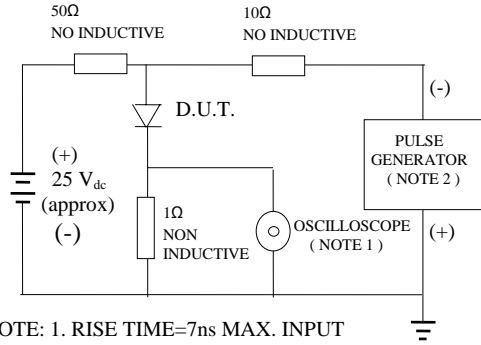 50Ω
NO INDUCTIVE
10Ω
NO INDUCTIVE
(-)
D.U.T.
PULSE
GENERATOR
( NOTE 2 )
(+)
25 Vdc
(approx)
(-)
1Ω
NON
INDUCTIVE
OSCILLOSCOPE
( NOTE 1 )
(+)
OTE: 1. RISE TIME=7ns MAX. INPUT